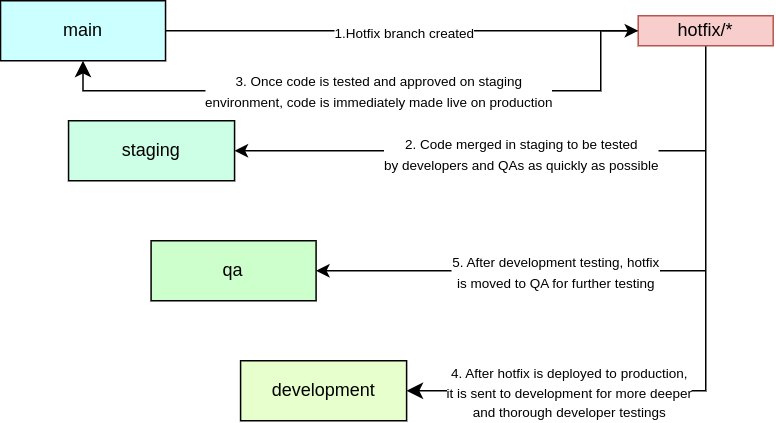 main
1.Hotfix branch created
hotfix/*
3. Once code is tested and approved on staging
environment, code is immediately made live on production
staging
2. Code merged in staging to be tested
by developers and QAs as quickly as possible
qa
5. After development testing, hotfix
is moved to QA for further testing
development
4. After hotfix is deployed to production,
it is sent to development for more deeper
and thorough developer testings